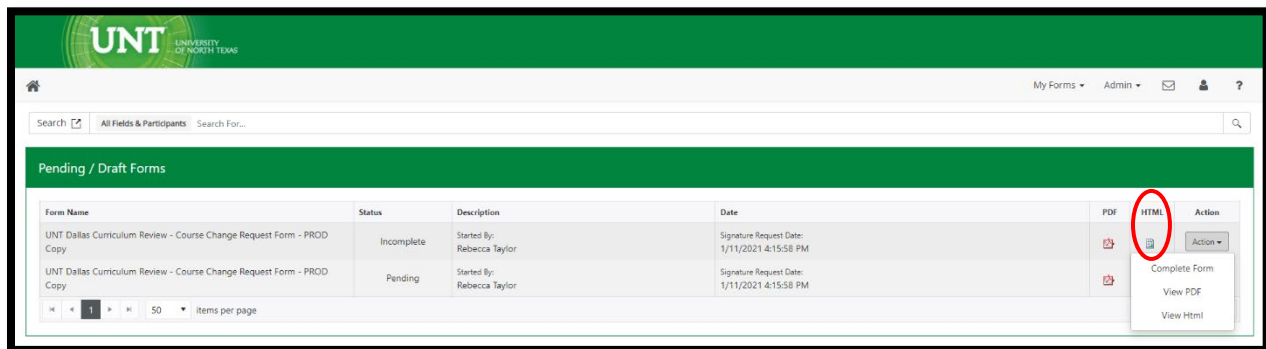 UNT UNIVERSITY
OF NORTH TEXAS
My Forms Admin ?
Search All Fields & Participants Search For...
Pending / Draft Forms
Form Name Status Description Date PDF HTML Action
UNT Dallas Curriculum Review - Course Change Request Form - PROD
Copy
Incomplete
Started By:
Rebecca Taylor
Signature Request Date:
1/11/2021 4:15:58 PM
Action
UNT Dallas Curriculum Review - Course Change Request Form - PROD
Copy
Pending
Started By:
Rebecca Taylor
Signature Request Date:
1/11/2021 4:15:58 PM
Complete Form
View PDF
View Html
1 50 items per page